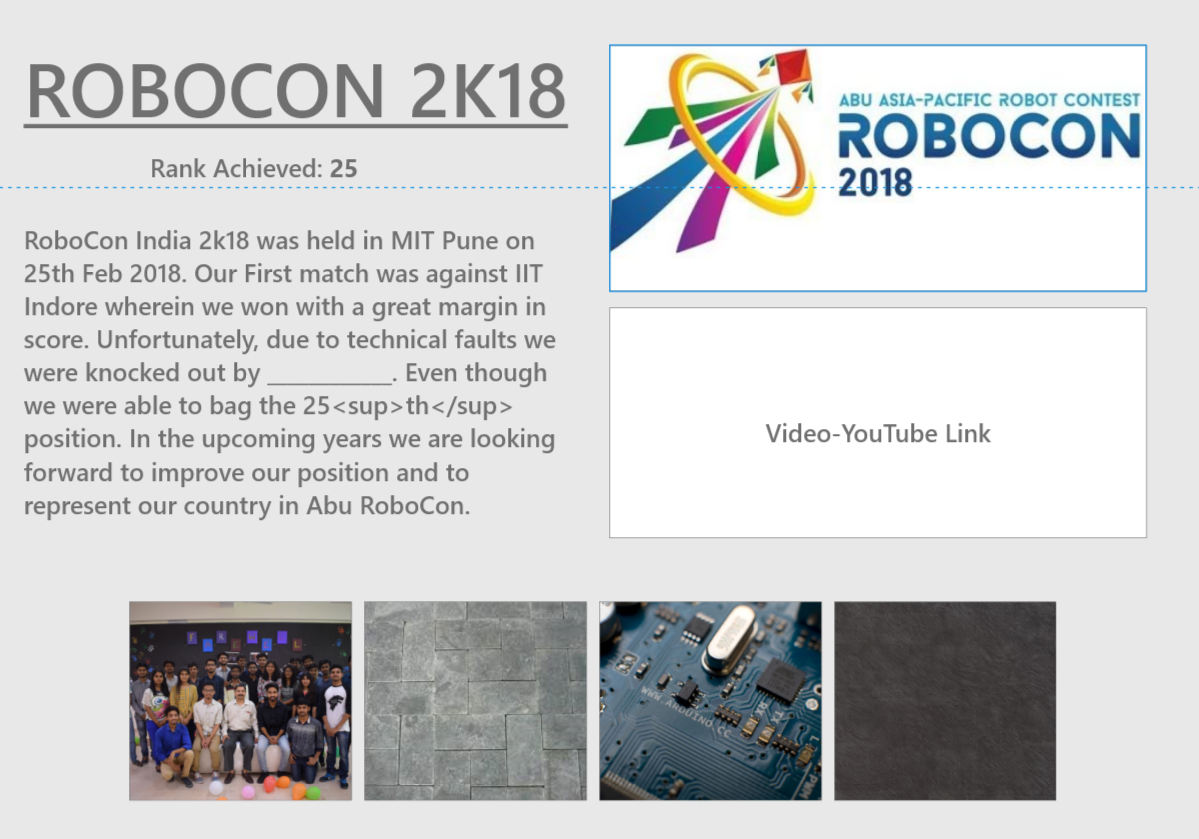 ROBOCON 2K18
Rank Achieved: 25
RoboCon India 2k18 was held in MIT Pune on
25th Feb 2018. Our First match was against IIT
Indore wherein we won with a great margin in
score. Unfortunately, due to technical faults we
were knocked out by ___________. Even though
we were able to bag the 25<sup>th</sup>
position. In the upcoming years we are looking
forward to improve our position and to
represent our country in Abu RoboCon.
ABU ASIA-PACIFIC ROBOT CONTEST
ROBOCON
2018
Video-YouTube Link
WWW.ARDUINO.CC
RX
TX
L